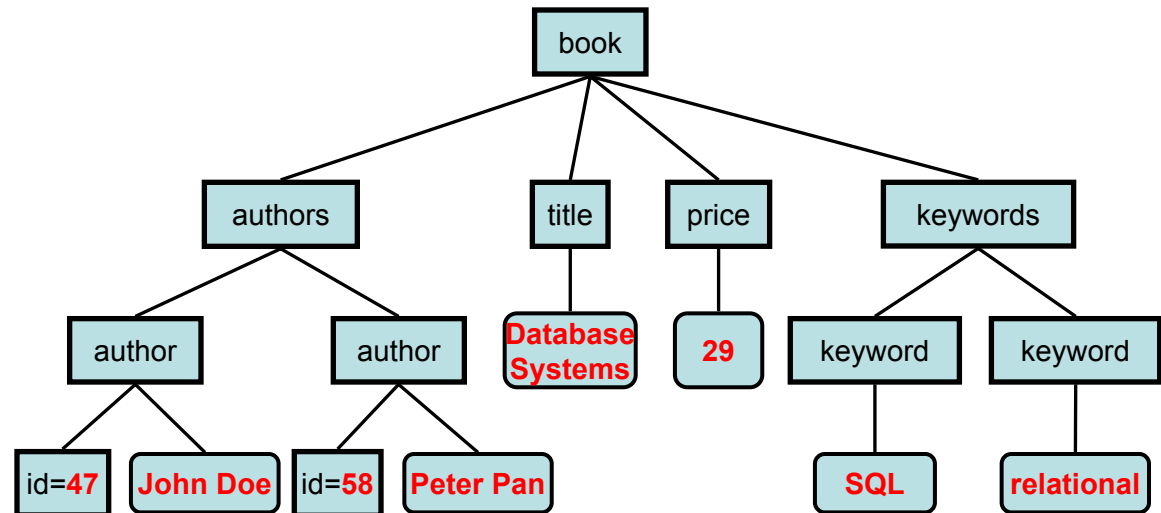 book
authors
title
price
keywords
author
author
Database
Systems
29
keyword
keyword
id=47
John Doe
id=58
Peter Pan
SQL
relational